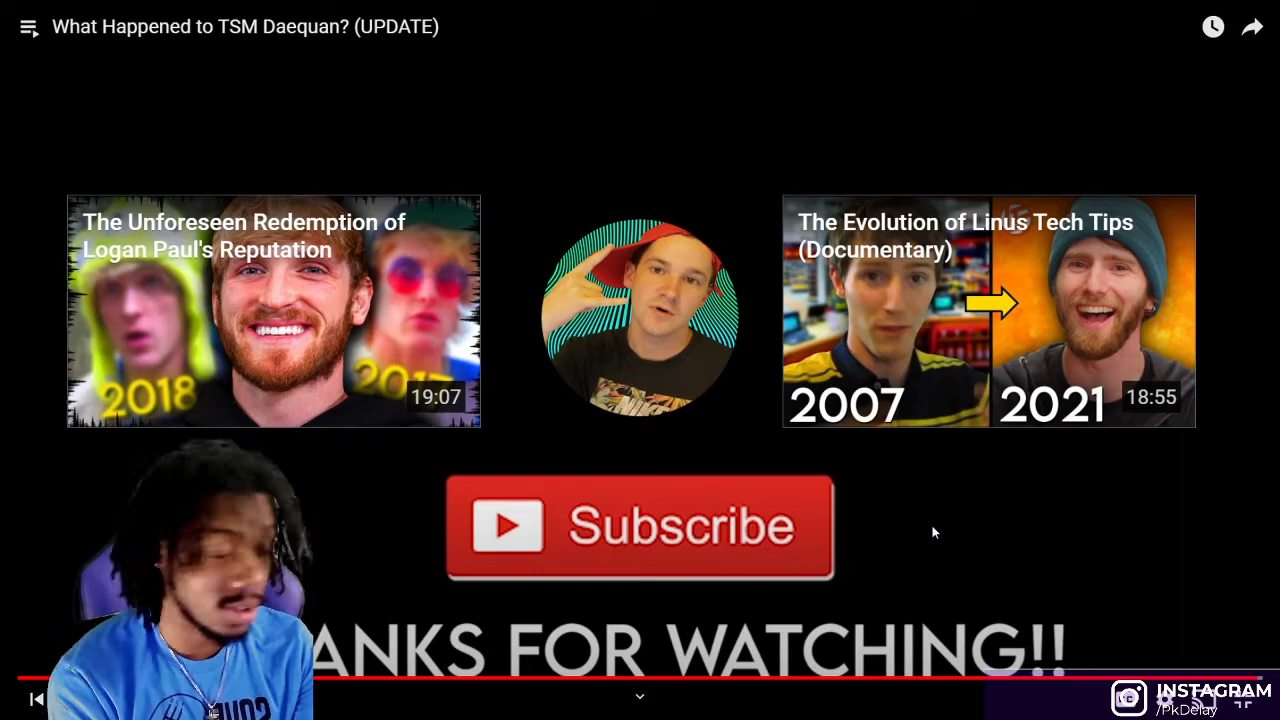 What Happened to TSM Daequan? (UPDATE)
The Unforeseen Redemption of
Logan Paul's Reputation
2018
2017
19:07
The Evolution of Linus Tech Tips
(Documentary)
2007
2021
18:55
Subscribe
ANKS FOR WATCHING!!
INSTAGRAM
/PkDelay